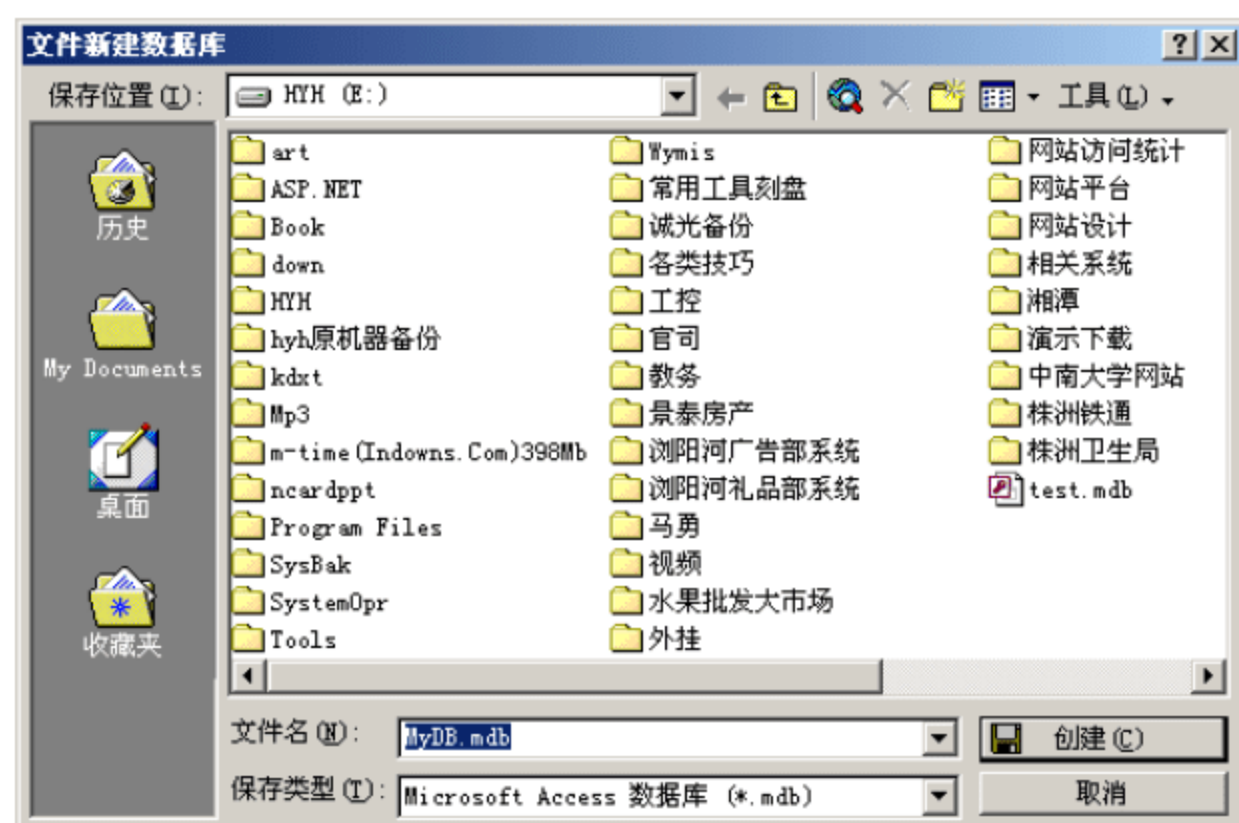 文件新建数据库
保存位置(I):
HYH (E:)
工具(L)
历史
My Documents
桌面
收藏夹
art
ASP.NET
Book
down
HYH
hyh原机器备份
kdxt
Mp3
m-time(Indowns.Com)398Mb
ncardppt
Program Files
SysBak
SystemOpr
Tools
Wymis
常用工具刻盘
诚光备份
各类技巧
工控
官司
教务
景泰房产
浏阳河广告部系统
浏阳河礼品部系统
马勇
视频
水果批发大市场
外挂
网站访问统计
网站平台
网站设计
相关系统
湘潭
演示下载
中南大学网站
株洲铁通
株洲卫生局
test.mdb
文件名(N):
MyDB.mdb
创建(C)
保存类型(T):
Microsoft Access 数据库 (*.mdb)
取消